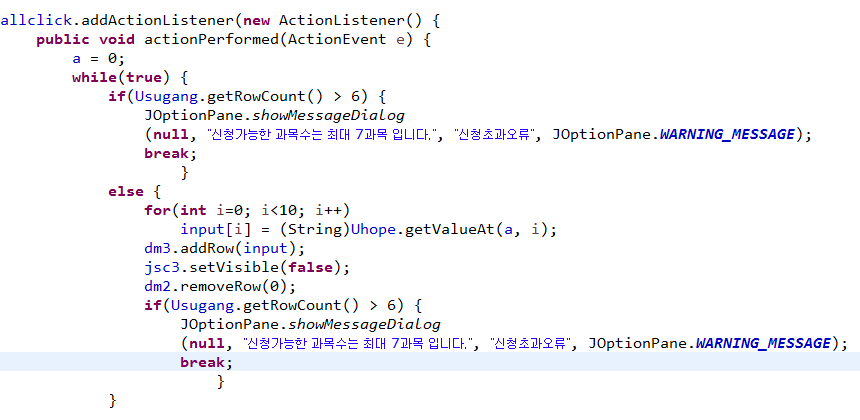 allclick.addActionListener(new ActionListener() {
public void actionPerformed(ActionEvent e) {
a = 0;
while(true) {
if(Usugang.getRowCount() > 6) {
JOptionPane.showMessageDialog
(null, "신청가능한 과목수는 최대 7과목 입니다.", "신청초과오류", JOptionPane.WARNING_MESSAGE);
break;
}
else {
for(int i=0; i<10; i++)
input[i] = (String)Uhope.getValueAt(a, i);
dm3.addRow(input);
jsc3.setVisible(false);
dm2.removeRow(0);
if(Usugang.getRowCount() > 6) {
JOptionPane.showMessageDialog
(null, "신청가능한 과목수는 최대 7과목 입니다.", "신청초과오류", JOptionPane.WARNING_MESSAGE);
break;
}
}